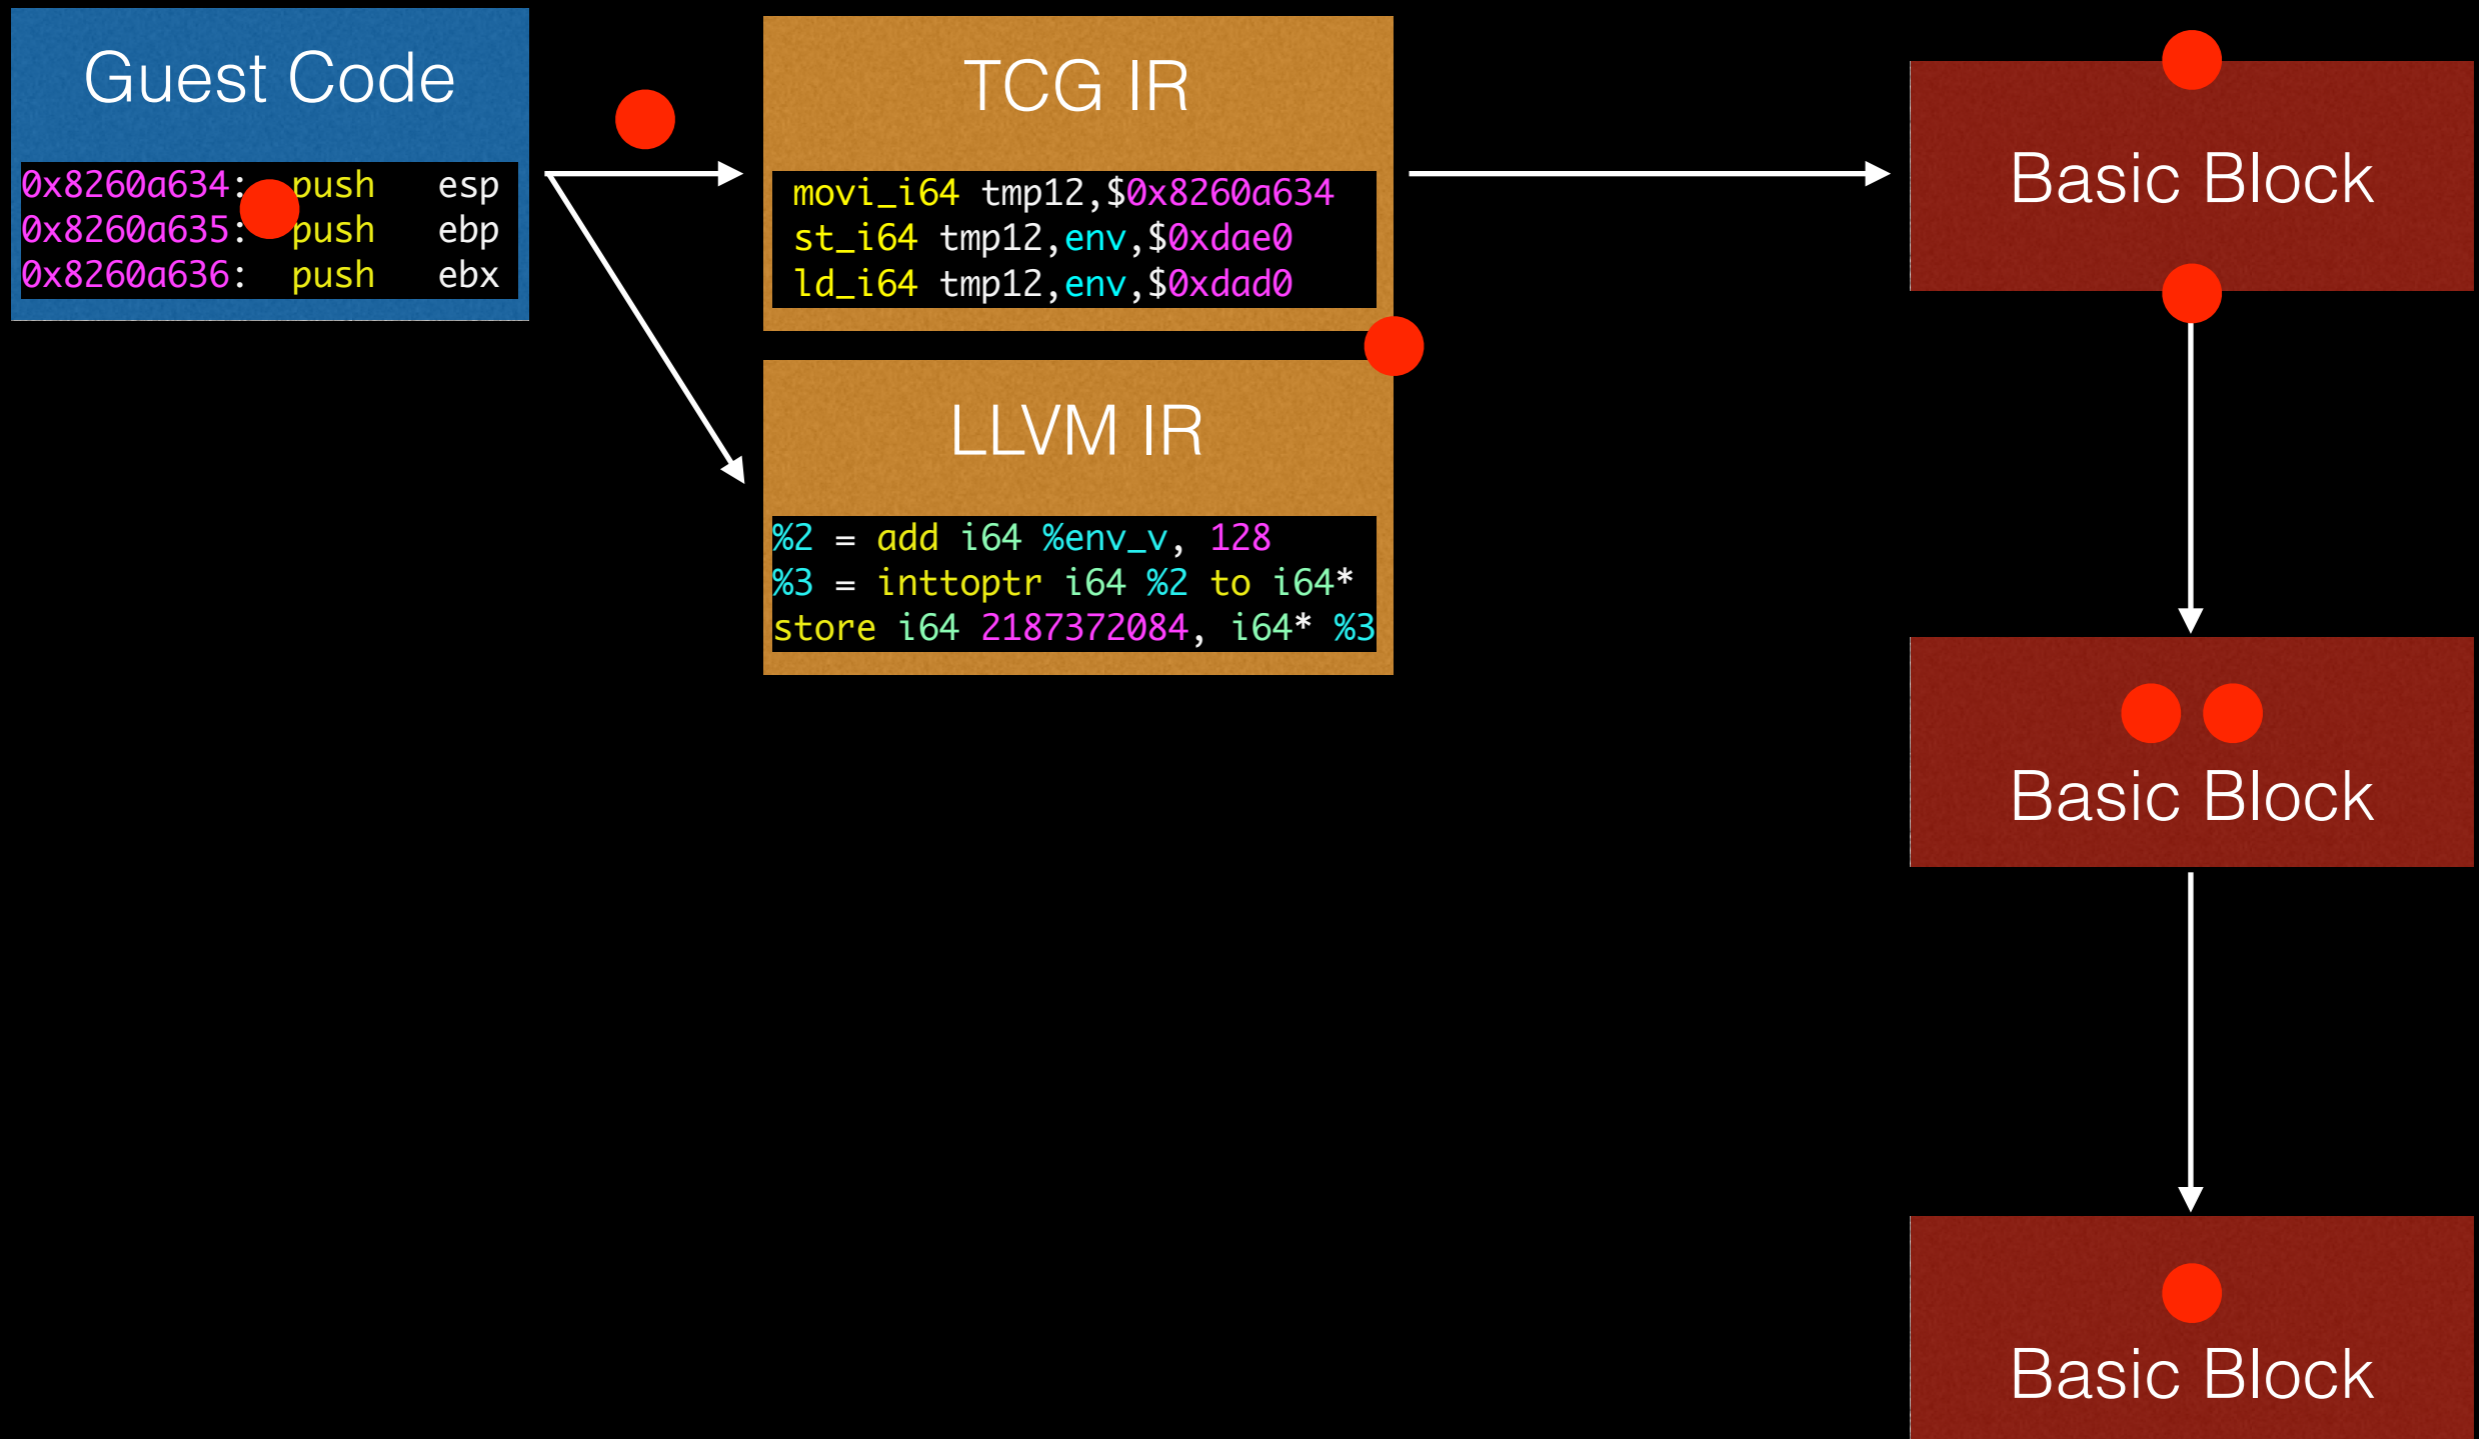 Guest Code
0x8260a634: push esp
0x8260a635: push ebp
0x8260a636: push ebx
TCG IR
movi_i64 tmp12,$0x8260a634
st_i64 tmp12,env,$0xdae0
ld_i64 tmp12,env,$0xdad0
LLVM IR
%2 = add i64 %env_v, 128
%3 = inttoptr i64 %2 to i64*
store i64 2187372084, i64* %3
Basic Block
Basic Block
Basic Block